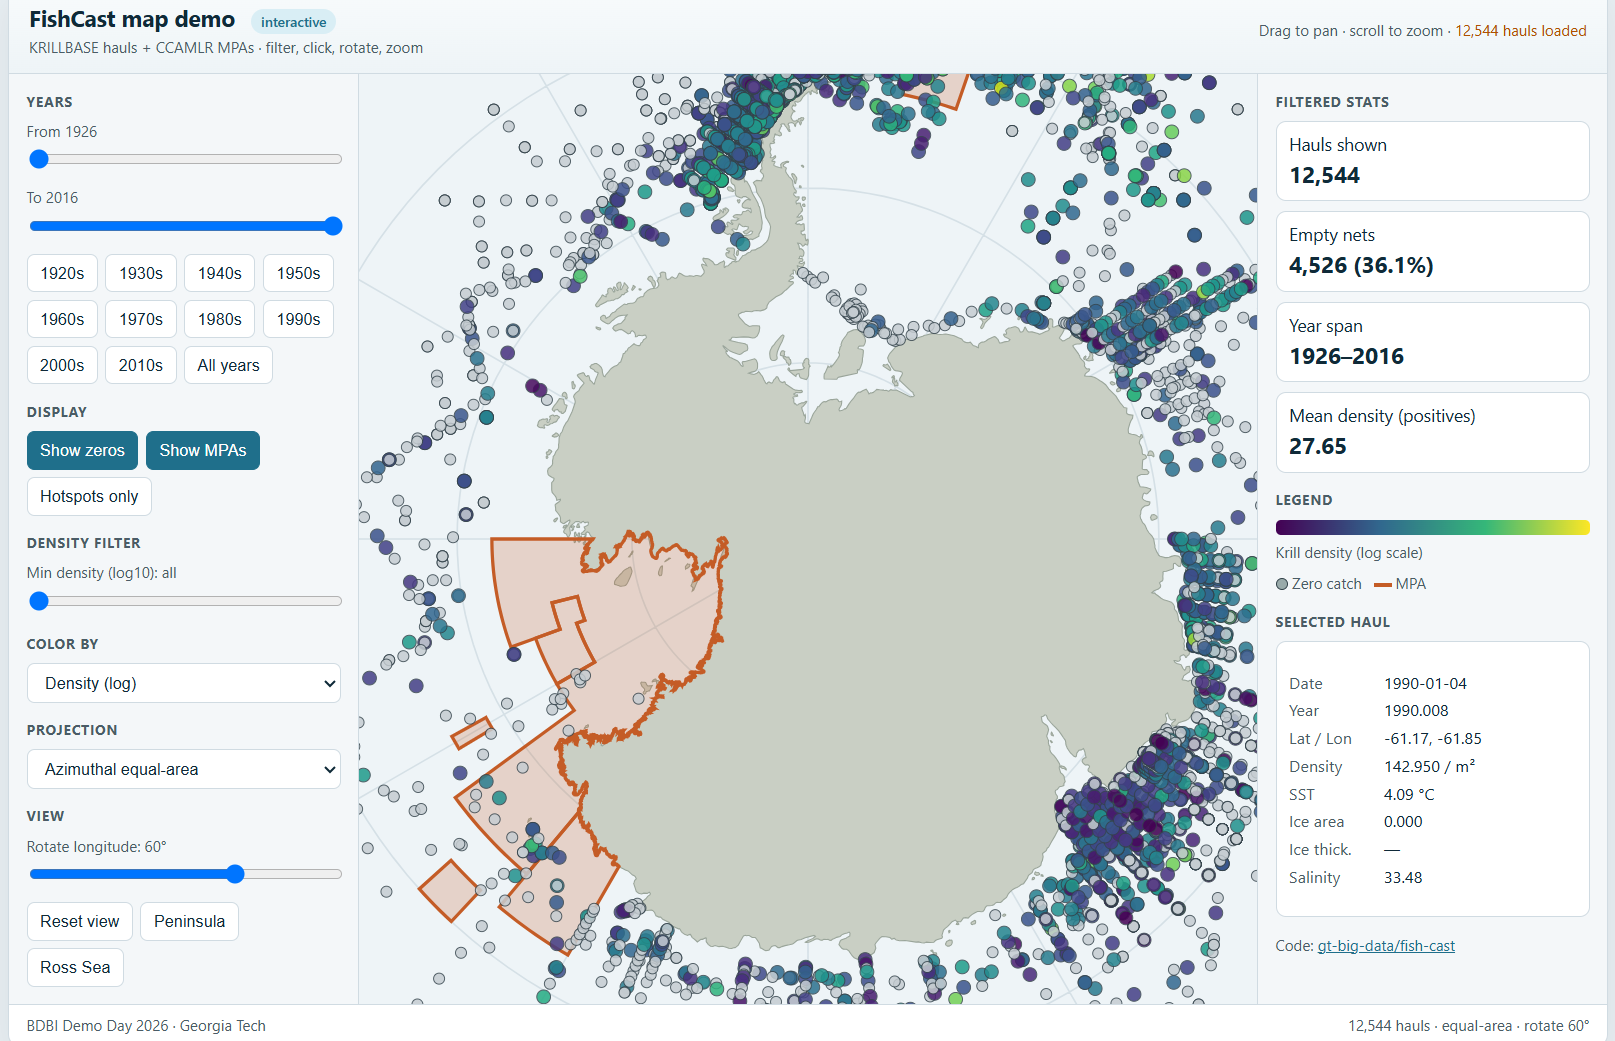 FishCast map demo interactive
KRILLBASE hauls + CCAMLR MPAs · filter, click, rotate, zoom
Drag to pan · scroll to zoom · 12,544 hauls loaded
YEARS
From 1926
To 2016
1920s 1930s 1940s 1950s
1960s 1970s 1980s 1990s
2000s 2010s All years
DISPLAY
Show zeros Show MPAs
Hotspots only
DENSITY FILTER
Min density (log10): all
COLOR BY
Density (log)
PROJECTION
Azimuthal equal-area
VIEW
Rotate longitude: 60°
Reset view Peninsula
Ross Sea
FILTERED STATS
Hauls shown
12,544
Empty nets
4,526 (36.1%)
Year span
1926–2016
Mean density (positives)
27.65
LEGEND
Krill density (log scale)
Zero catch MPA
SELECTED HAUL
Date 1990-01-04
Year 1990.008
Lat / Lon -61.17, -61.85
Density 142.950 / m²
SST 4.09 °C
Ice area 0.000
Ice thick. —
Salinity 33.48
Code: gt-big-data/fish-cast
BDBI Demo Day 2026 · Georgia Tech
12,544 hauls · equal-area · rotate 60°